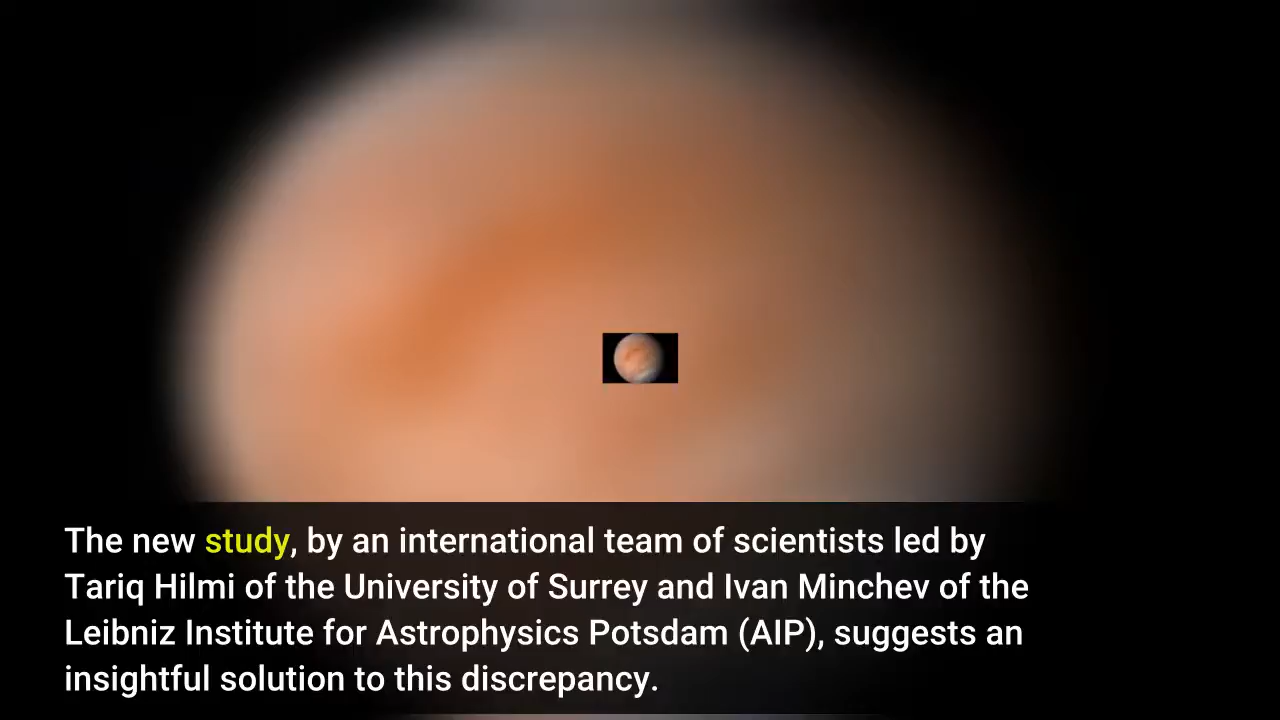 The new study, by an international team of scientists led by
Tariq Hilmi of the University of Surrey and Ivan Minchev of the
Leibniz Institute for Astrophysics Potsdam (AIP), suggests an
insightful solution to this discrepancy.